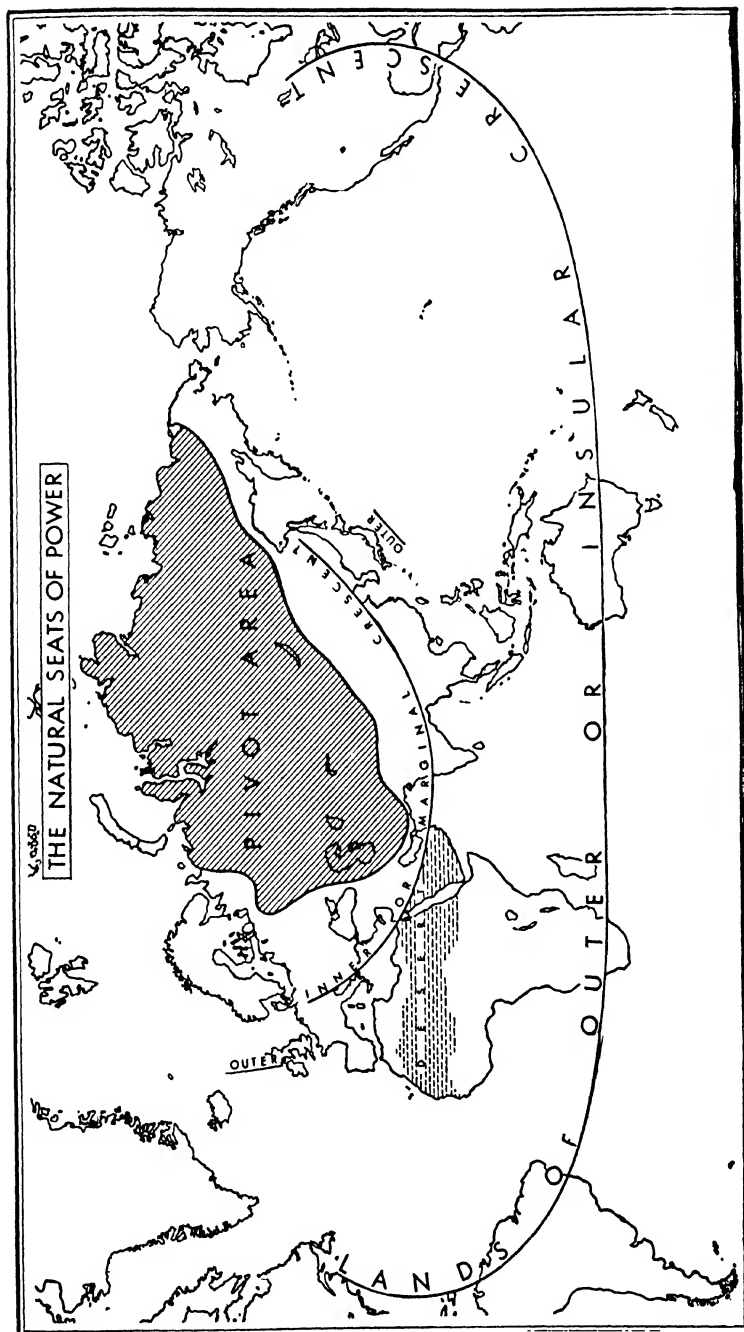 THE NATURAL SEATS OF POWER
PIVOT AREA
INNER OR MARGINAL CRESCENT
DESERT
OUTER
OUTER
LANDS OF OUTER OR INSULAR CRESCENT